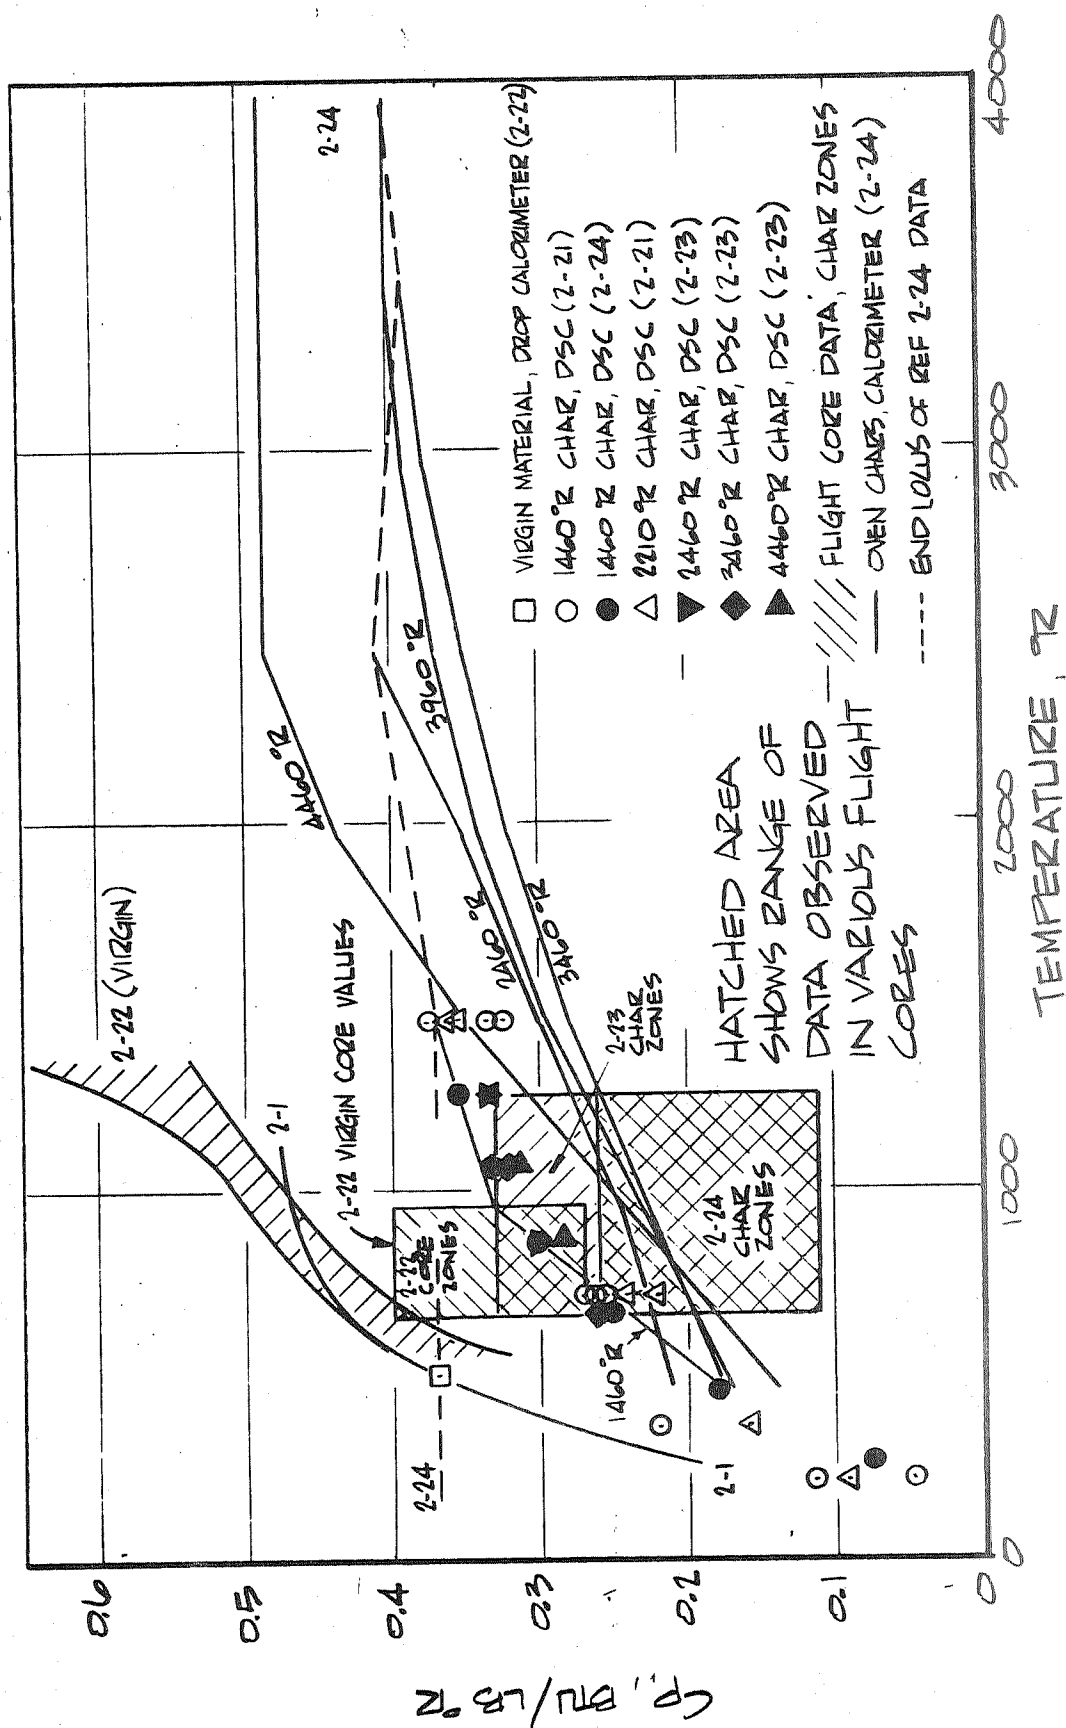 0.6
0.5
0.4
0.3
0.2
0.1
0
CP, BTU/LB °R
0
1000
2000
3000
4000
TEMPERATURE, °R
2-22 (VIRGIN)
2-1
2-22 VIRGIN CORE VALUES
2-22
CORE
ZONES
2-24
1460°R
2-1
4460°R
2460°R
3960°R
3460°R
2-24
2-23
CHAR
ZONES
2-24
CHAR
ZONES
HATCHED AREA
SHOWS RANGE OF
DATA OBSERVED
IN VARIOUS FLIGHT
CORES
□ VIRGIN MATERIAL, DROP CALORIMETER (2-22)
○ 1460°R CHAR, DSC (2-21)
● 1460°R CHAR, DSC (2-24)
△ 2210°R CHAR, DSC (2-21)
▼ 2460°R CHAR, DSC (2-23)
◆ 3460°R CHAR, DSC (2-23)
▲ 4460°R CHAR, DSC (2-23)
//// FLIGHT CORE DATA, CHAR ZONES
— OVEN CHARS, CALORIMETER (2-24)
---- END LOCUS OF REF 2-24 DATA